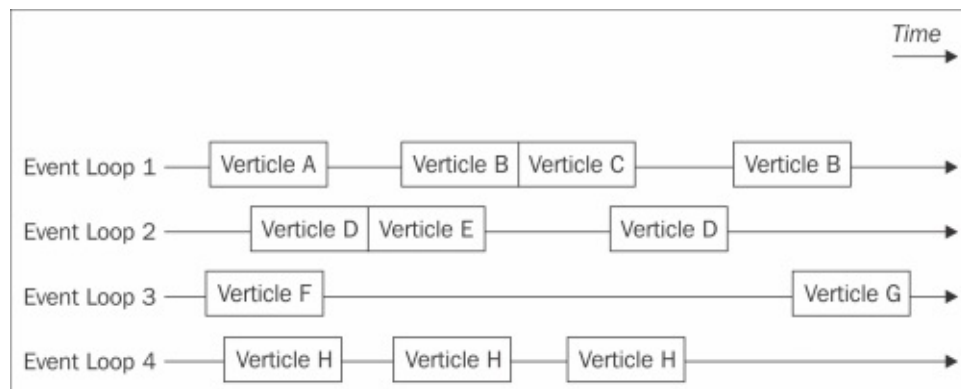 Time
Event Loop 1 Verticle A Verticle B Verticle C Verticle B
Event Loop 2 Verticle D Verticle E Verticle D
Event Loop 3 Verticle F Verticle G
Event Loop 4 Verticle H Verticle H Verticle H